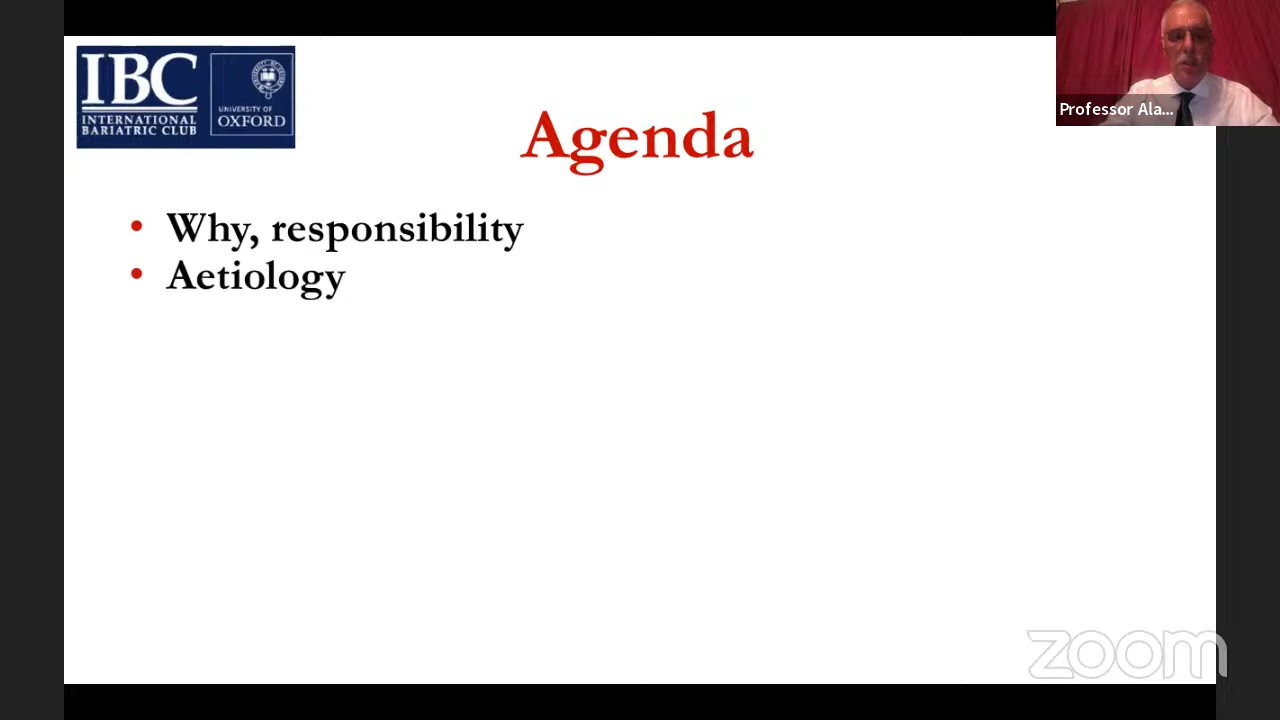 IBC
INTERNATIONAL
BARIATRIC CLUB
UNIVERSITY OF
OXFORD
Professor Ala...
Agenda
• Why, responsibility
• Aetiology
zoom